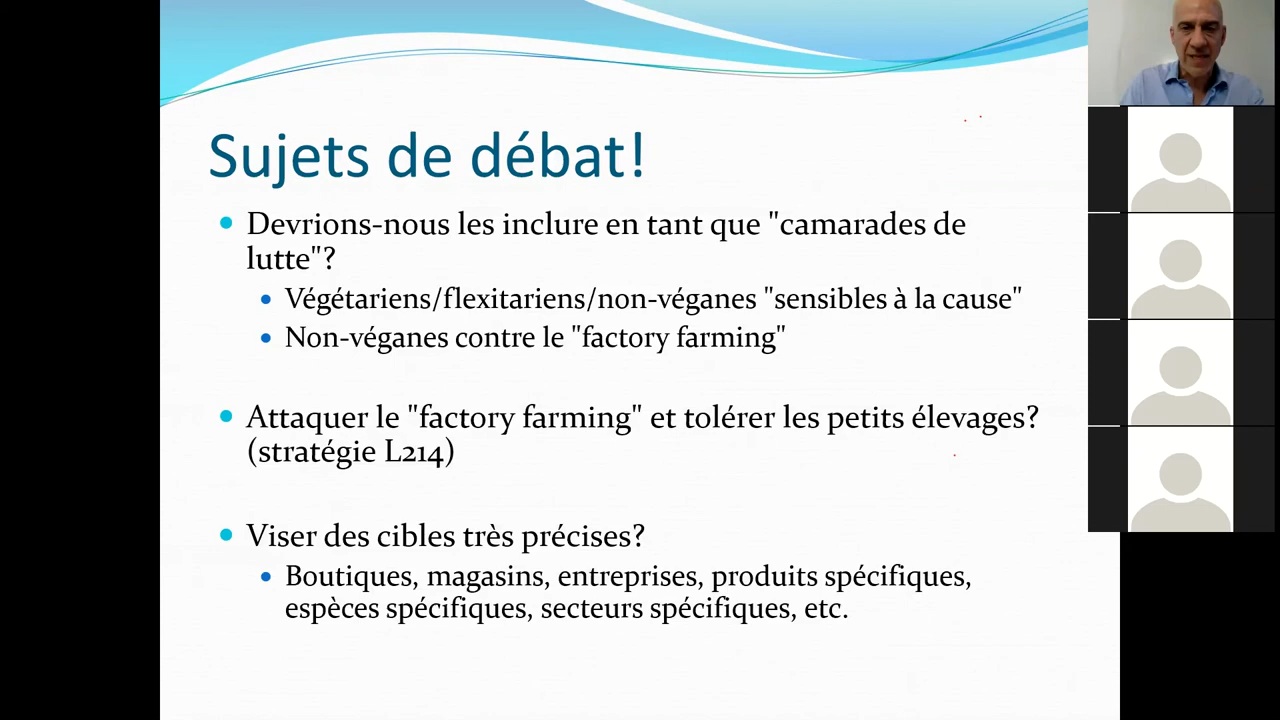 Sujets de débat!
Devrions-nous les inclure en tant que "camarades de
lutte"?
Végétariens/flexitariens/non-véganes "sensibles à la cause"
Non-véganes contre le "factory farming"
Attaquer le "factory farming" et tolérer les petits élevages?
(stratégie L214)
Viser des cibles très précises?
Boutiques, magasins, entreprises, produits spécifiques,
espèces spécifiques, secteurs spécifiques, etc.